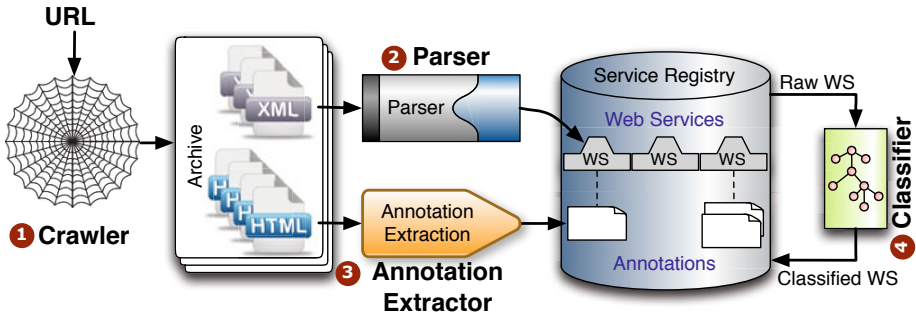 URL
1 Crawler
Archive
XML
HTML
2 Parser
Parser
3 Annotation
Extractor
Annotation
Extraction
Service Registry
Web Services
WS
WS
WS
Annotations
Raw WS
4 Classifier
Classified WS